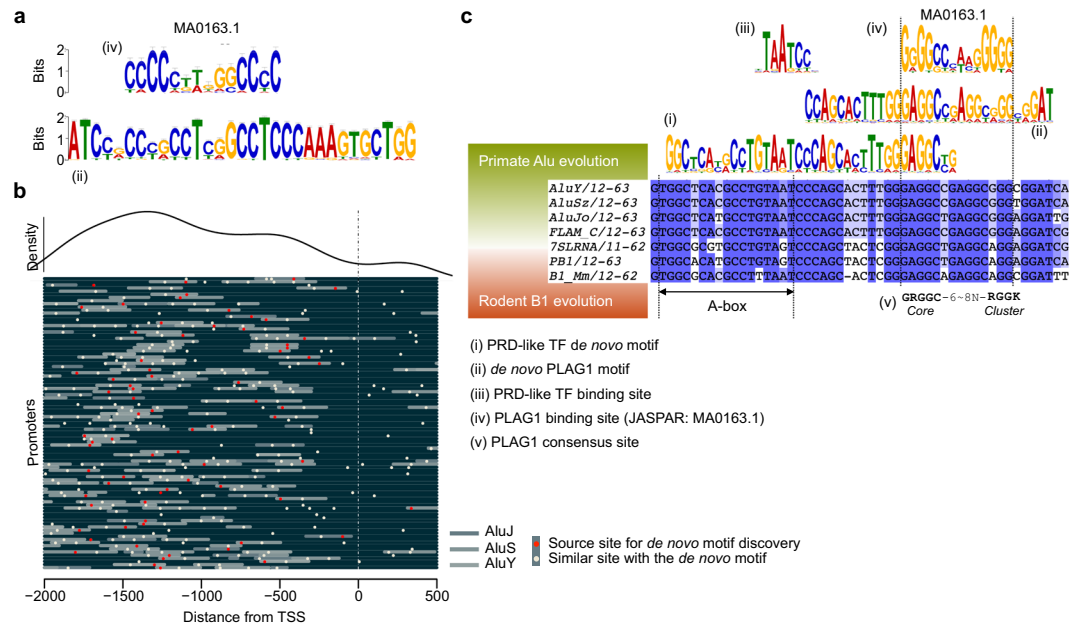 a
MA0163.1
(iv)
Bits
2
1
0
Bits
2
1
0
ATCCGCCCGCCTCGGCCTCCCAAAGTGCTGG
(ii)
b
Density
Promoters
−2000
−1500
−1000
−500
0
500
Distance from TSS
AluJ
AluS
AluY
Source site for de novo motif discovery
Similar site with the de novo motif
c
MA0163.1
(iii)
TAATCC
(iv)
(ii)
(i)
Primate Alu evolution
Rodent B1 evolution
AluY/12-63 GTGGCTCACGCCTGTAATCCCAGCACTTTGGGAGGCCGAGGCGGGCGGATCA
AluSz/12-63 GTGGCTCACGCCTGTAATCCCAGCACTTTGGGAGGCCGAGGCGGGCGGATCA
AluJo/12-63 GTGGCTCATGCCTGTAATCCCAGCACTTTGGGAGGCCGAGGCGGGAGGATTG
FLAM_C/12-63 GTGGCTCATGCCTGTAATCCCAGCACTTTGGGAGGCCGAGGCGGGAGGATCG
7SLRNA/11-62 GTGGCGCGTGCCTGTAGTCCCAGCTACTCGGGAGGCTGAGGCAGGAGGATCG
PB1/12-63 GTGGCACATGCCTGTAGTCCCAGCTACTCGGGAGGCTGAGGCAGGAGGATCA
B1_Mm/12-62 GTGGCGCACGCCTTTAATCCCAGC-ACTCGGGAGGCAGAGGCAGGCGGATTT
A-box
(v) GRGGC-6~8N-RGGK
Core Cluster
(i) PRD-like TF de novo motif
(ii) de novo PLAG1 motif
(iii) PRD-like TF binding site
(iv) PLAG1 binding site (JASPAR: MA0163.1)
(v) PLAG1 consensus site